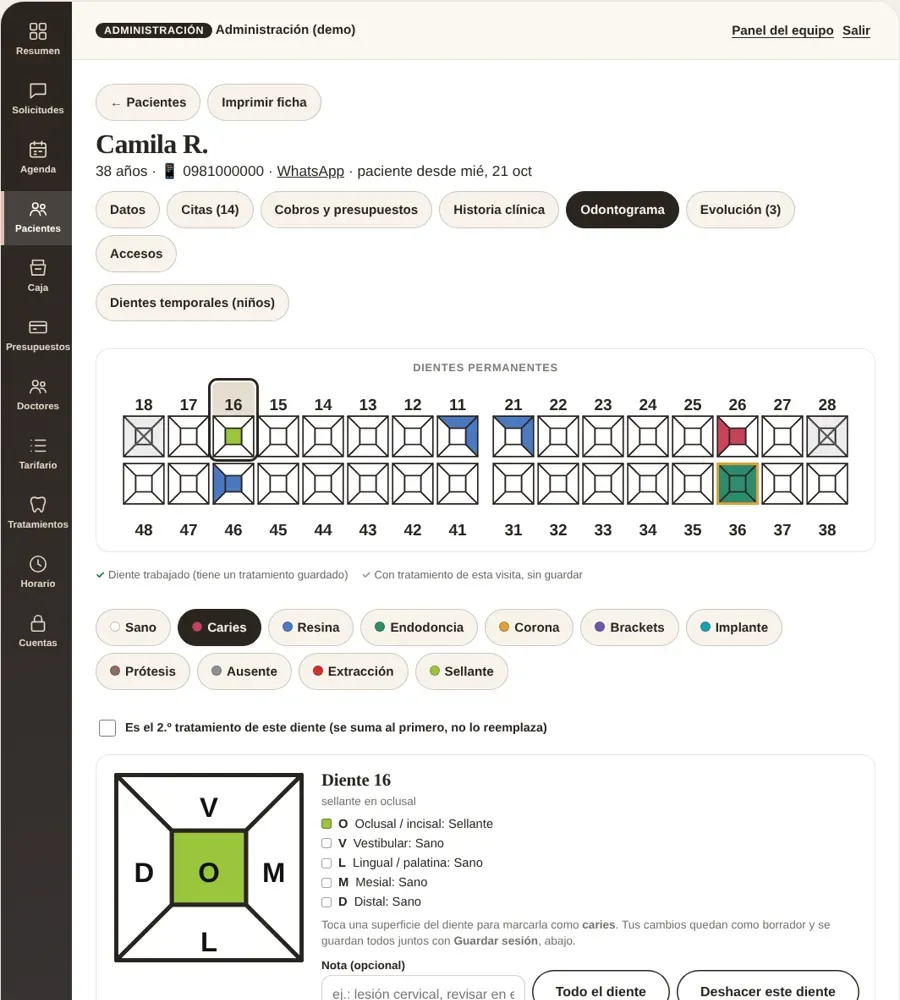 Resumen
Solicitudes
Agenda
Pacientes
Caja
Presupuestos
Doctores
Tarifario
Tratamientos
Horario
Cuentas
ADMINISTRACIÓN Administración (demo)
Panel del equipo Salir
← Pacientes Imprimir ficha
Camila R.
38 años · 📱 0981000000 · WhatsApp · paciente desde mié, 21 oct
Datos Citas (14) Cobros y presupuestos Historia clínica Odontograma Evolución (3)
Accesos
Dientes temporales (niños)
DIENTES PERMANENTES
18 17 16 15 14 13 12 11 21 22 23 24 25 26 27 28
48 47 46 45 44 43 42 41 31 32 33 34 35 36 37 38
✓ Diente trabajado (tiene un tratamiento guardado) ✓ Con tratamiento de esta visita, sin guardar
Sano Caries Resina Endodoncia Corona Brackets Implante
Prótesis Ausente Extracción Sellante
Es el 2.º tratamiento de este diente (se suma al primero, no lo reemplaza)
V
D O M
L
Diente 16
sellante en oclusal
O Oclusal / incisal: Sellante
V Vestibular: Sano
L Lingual / palatina: Sano
M Mesial: Sano
D Distal: Sano
Toca una superficie del diente para marcarla como caries. Tus cambios quedan como borrador y se
guardan todos juntos con Guardar sesión, abajo.
Nota (opcional)
ej.: lesión cervical, revisar en e
Todo el diente Deshacer este diente